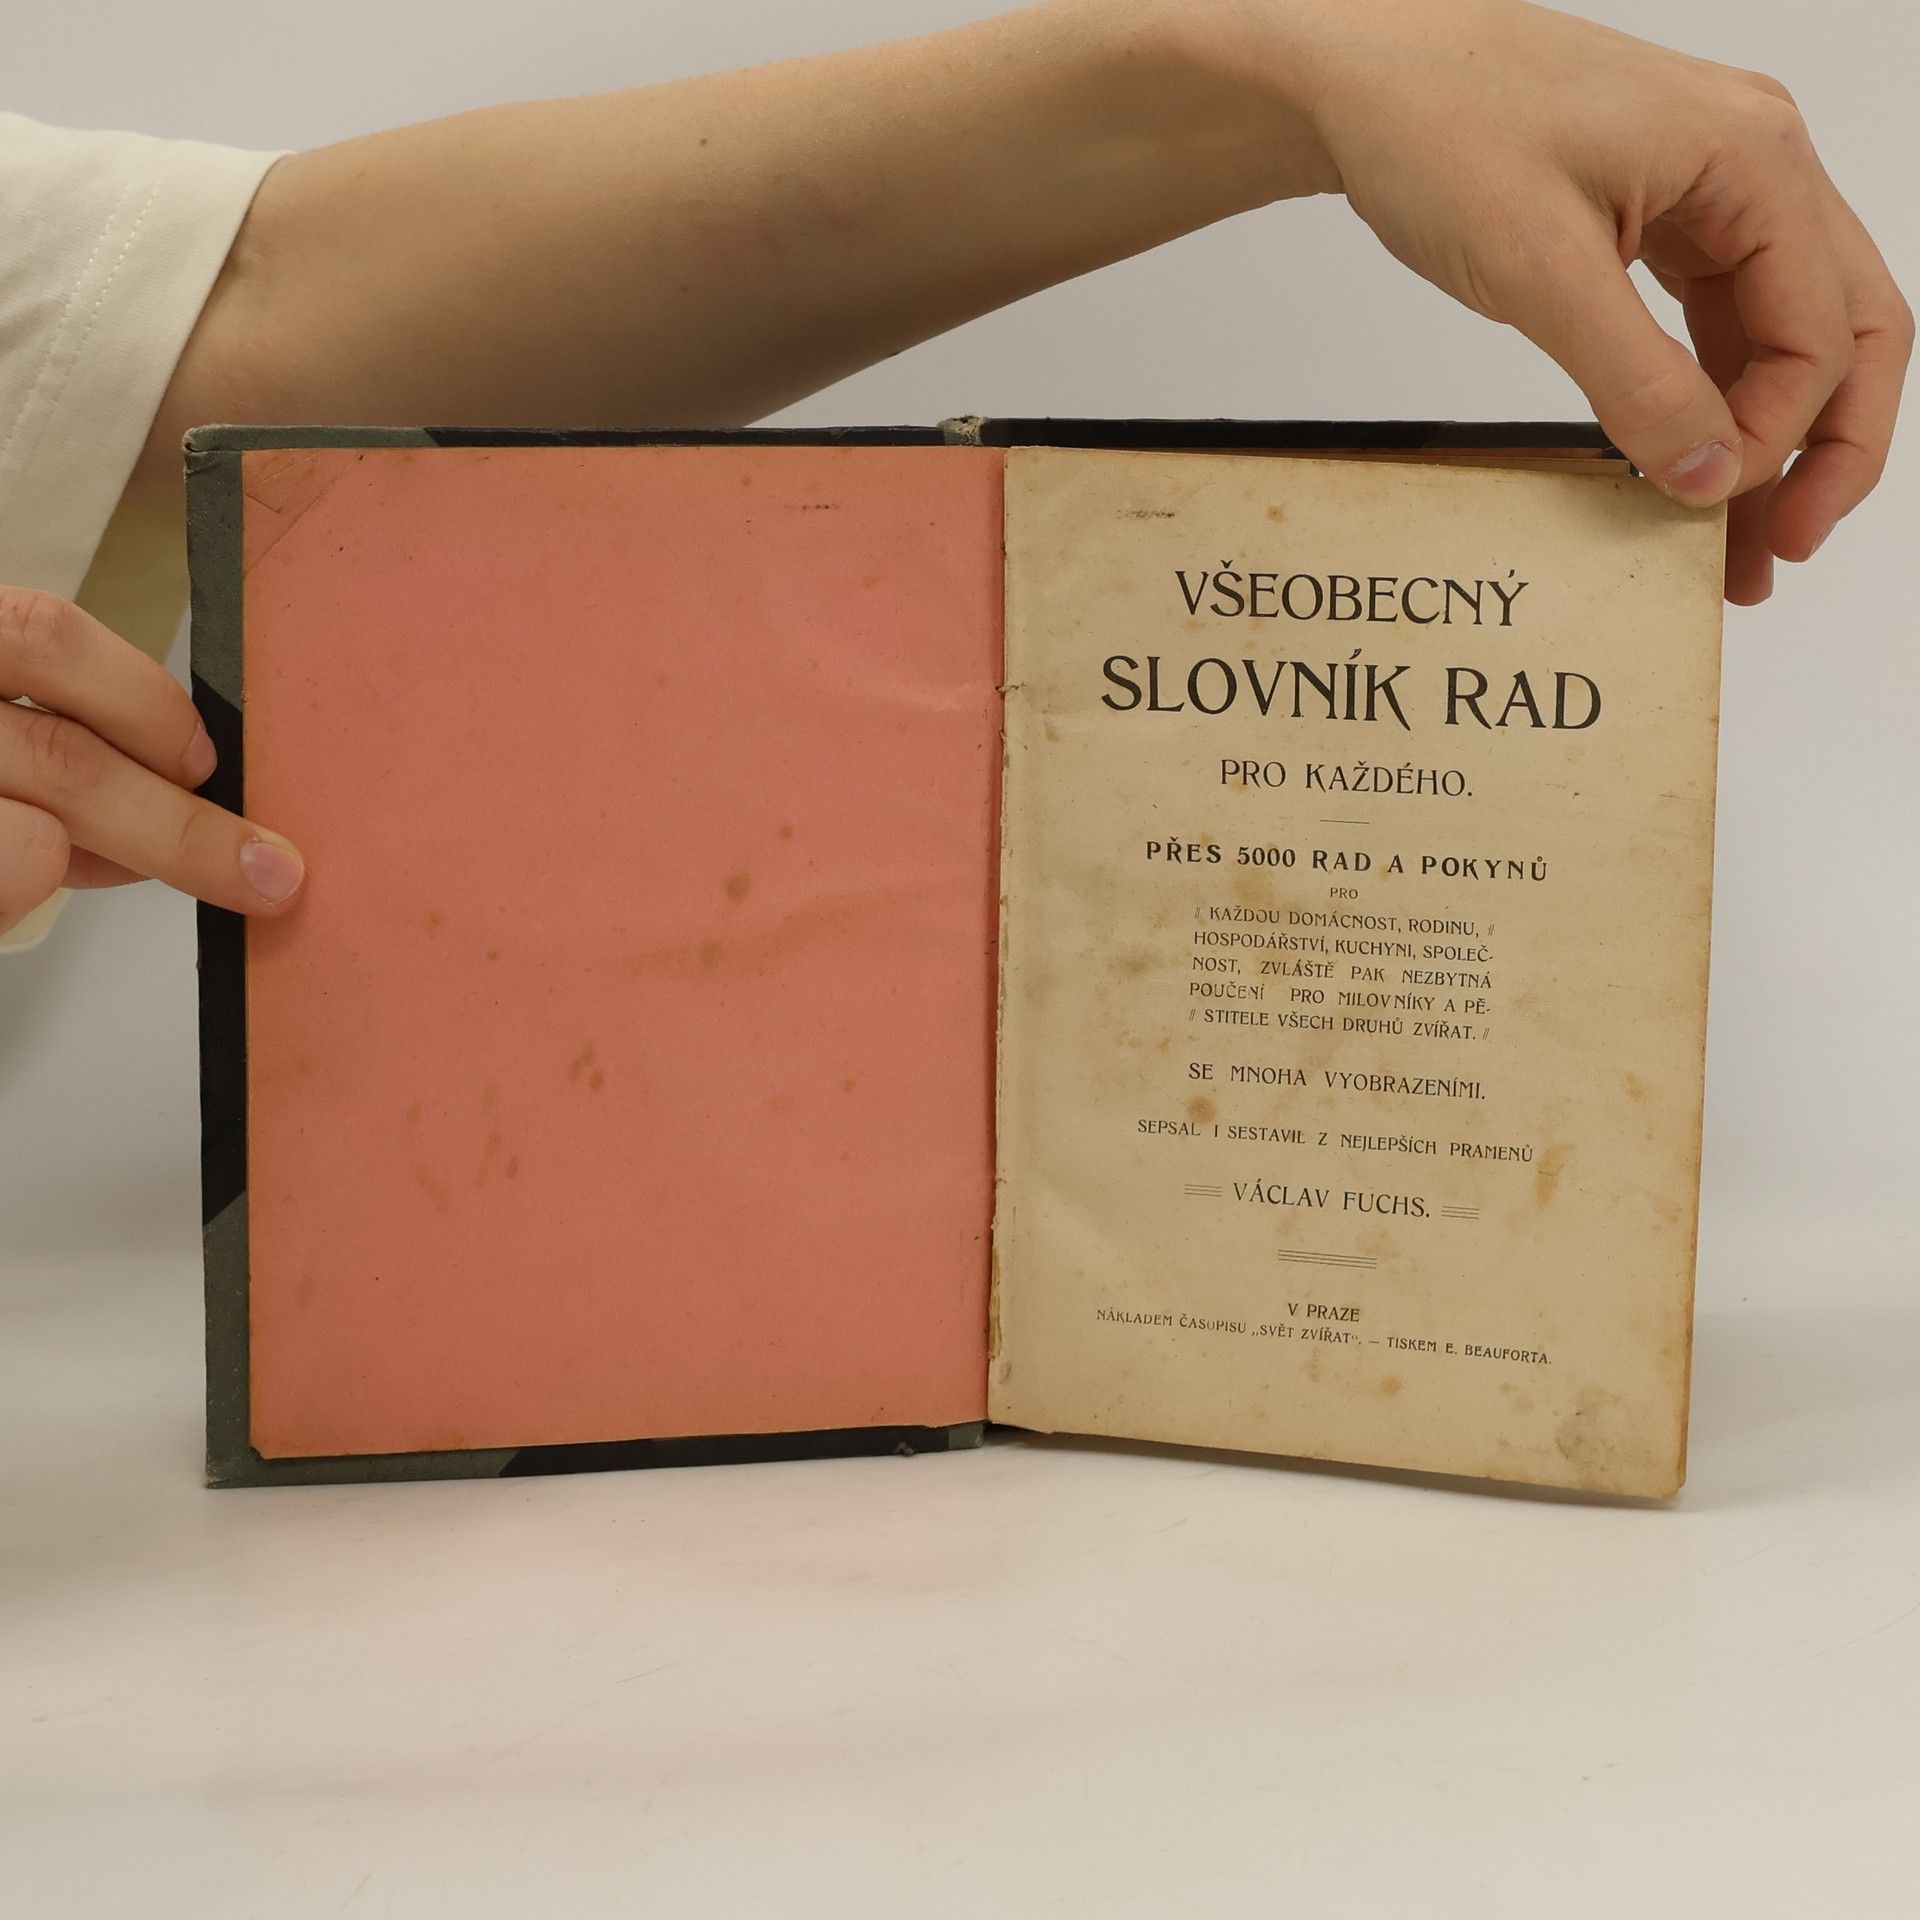 VŠEOBECNÝ
SLOVNÍK RAD
PRO KAŽDÉHO.
PŘES 5000 RAD A POKYNŮ
PRO
KAŽDOU DOMÁCNOST, RODINU,
HOSPODÁŘSTVÍ, KUCHYNI, SPOLEČ-
NOST, ZVLÁŠTĚ PAK NEZBYTNÁ
POUČENÍ PRO MILOVNÍKY A PĚ-
STITELE VŠECH DRUHŮ ZVÍŘAT.
SE MNOHA VYOBRAZENÍMI.
SEPSAL I SESTAVIL Z NEJLEPŠÍCH PRAMENŮ
VÁCLAV FUCHS.
V PRAZE
NÁKLADEM ČASOPISU „SVĚT ZVÍŘAT“. — TISKEM E. BEAUFORTA.